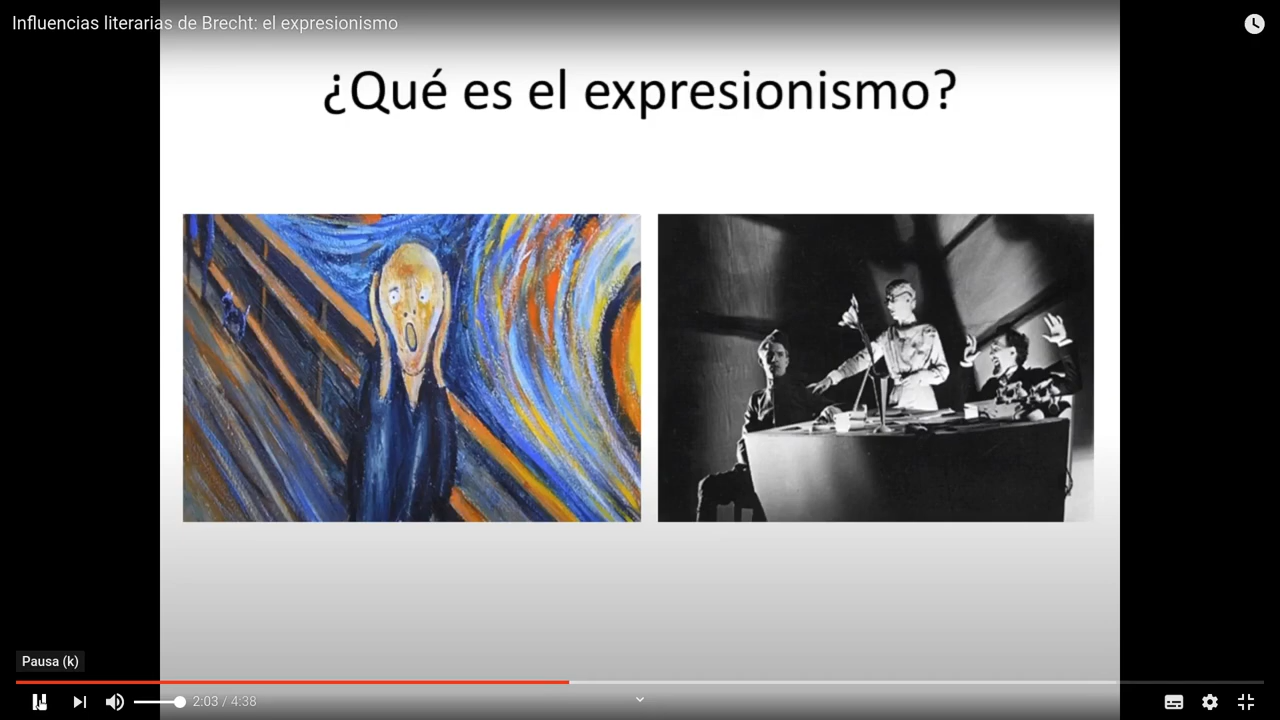 Influencias literarias de Brecht: el expresionismo
¿Qué es el expresionismo?
Pausa (k)
2:03 / 4:38